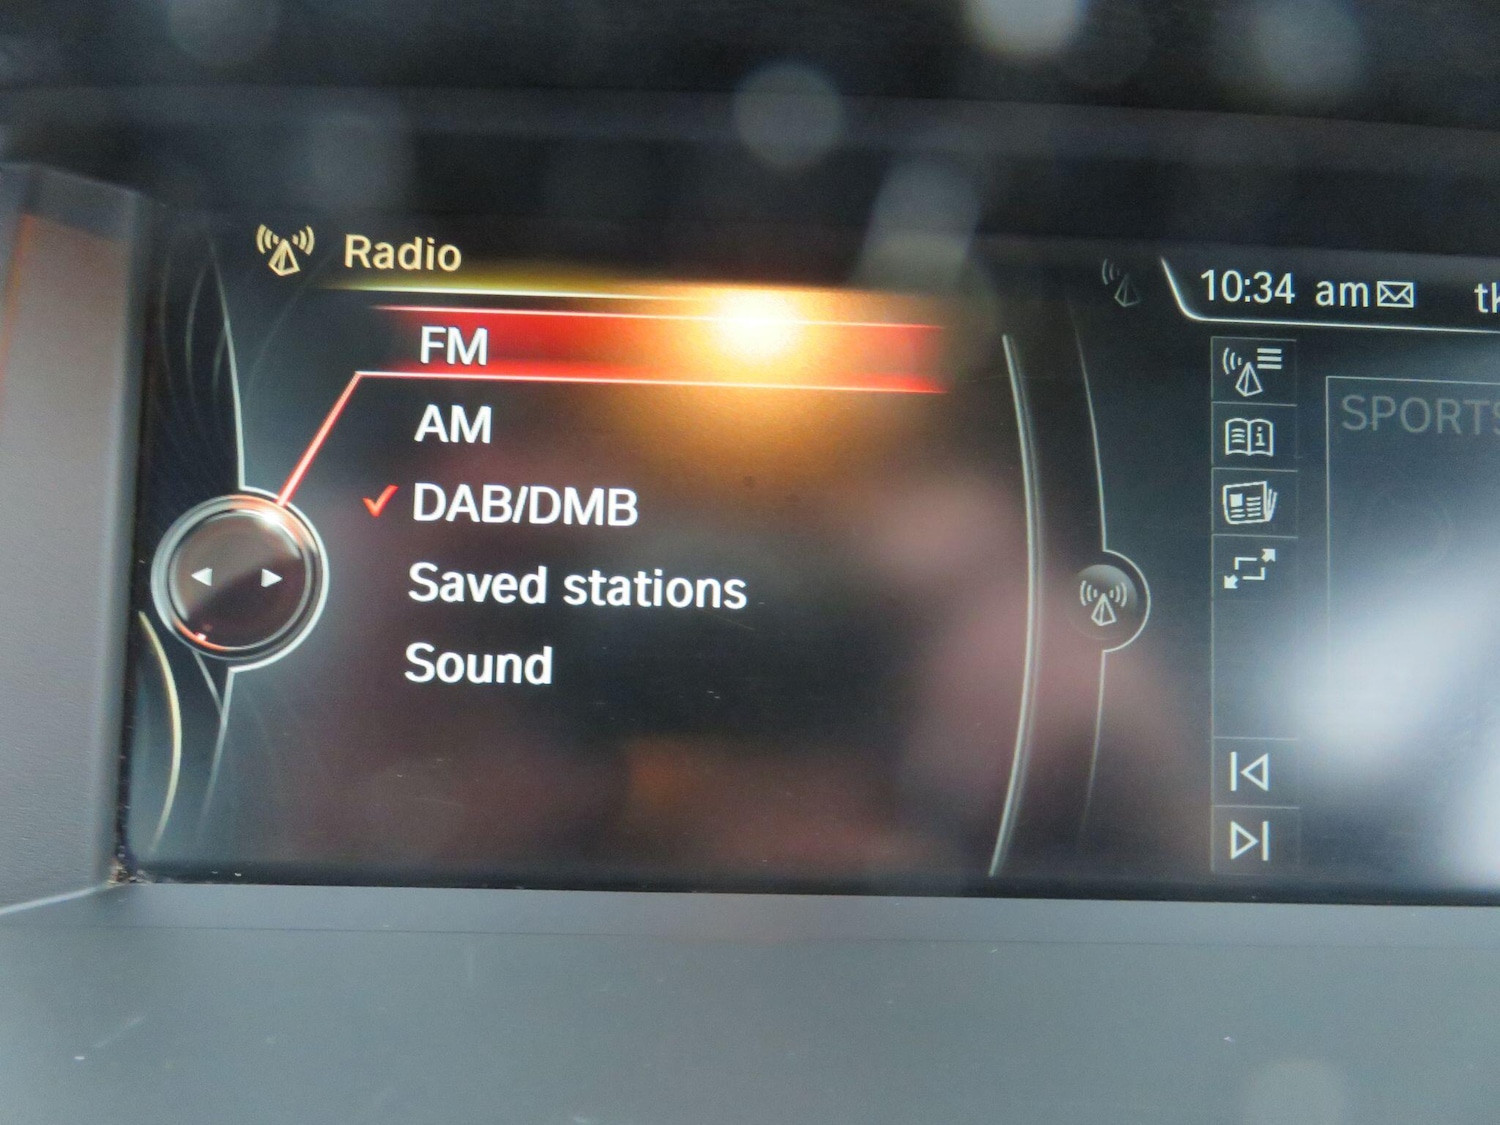 Radio
10:34 am
FM
AM
DAB/DMB
Saved stations
Sound